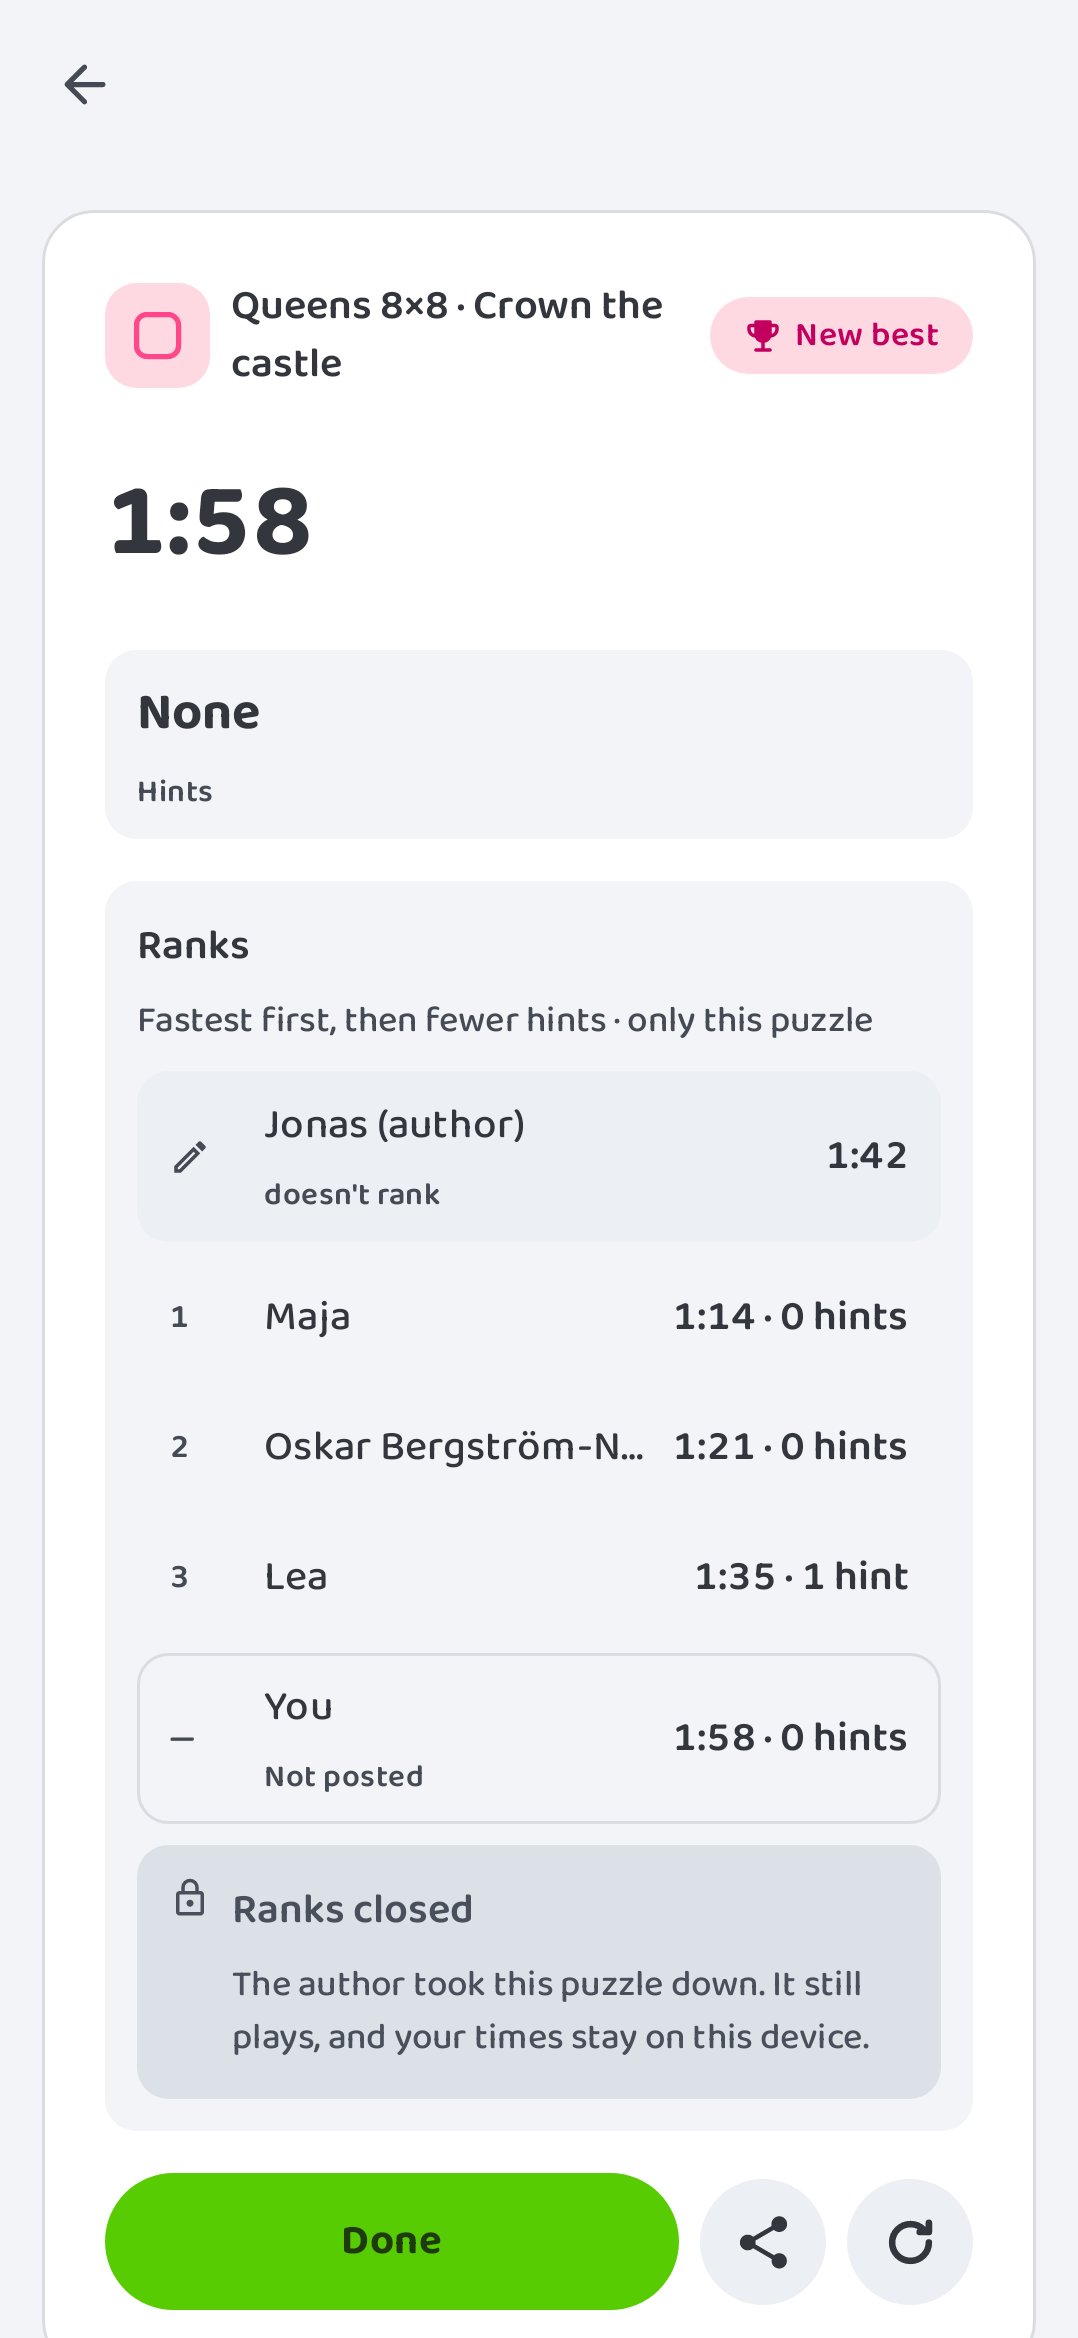 Queens 8×8 · Crown the
castle
New best
1:58
None
Hints
Ranks
Fastest first, then fewer hints · only this puzzle
Jonas (author)
doesn't rank
1:42
1 Maja 1:14 · 0 hints
2 Oskar Bergström-N... 1:21 · 0 hints
3 Lea 1:35 · 1 hint
– You 1:58 · 0 hints
Not posted
Ranks closed
The author took this puzzle down. It still
plays, and your times stay on this device.
Done